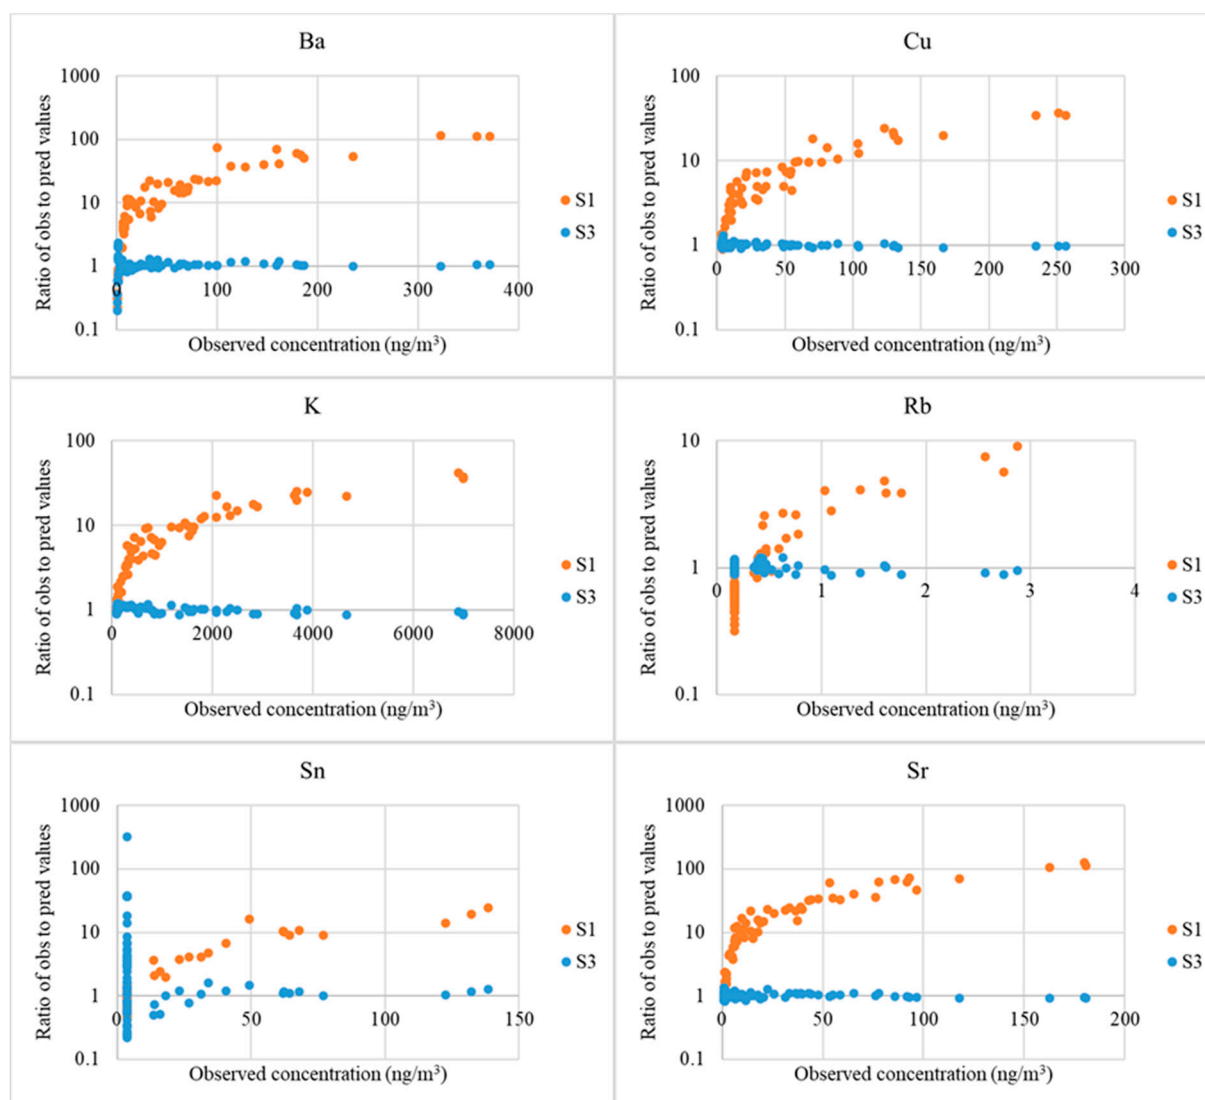 Ba
Ratio of obs to pred values
1000
100
10
1
0.1
0
100
200
300
400
Observed concentration (ng/m³)
S1
S3
Cu
Ratio of obs to pred values
100
10
1
0.1
0
50
100
150
200
250
300
Observed concentration (ng/m³)
S1
S3
K
Ratio of obs to pred values
100
10
1
0.1
0
2000
4000
6000
8000
Observed concentration (ng/m³)
S1
S3
Rb
Ratio of obs to pred values
10
1
0.1
0
1
2
3
4
Observed concentration (ng/m³)
S1
S3
Sn
Ratio of obs to pred values
1000
100
10
1
0.1
0
50
100
150
Observed concentration (ng/m³)
S1
S3
Sr
Ratio of obs to pred values
1000
100
10
1
0.1
0
50
100
150
200
Observed concentration (ng/m³)
S1
S3